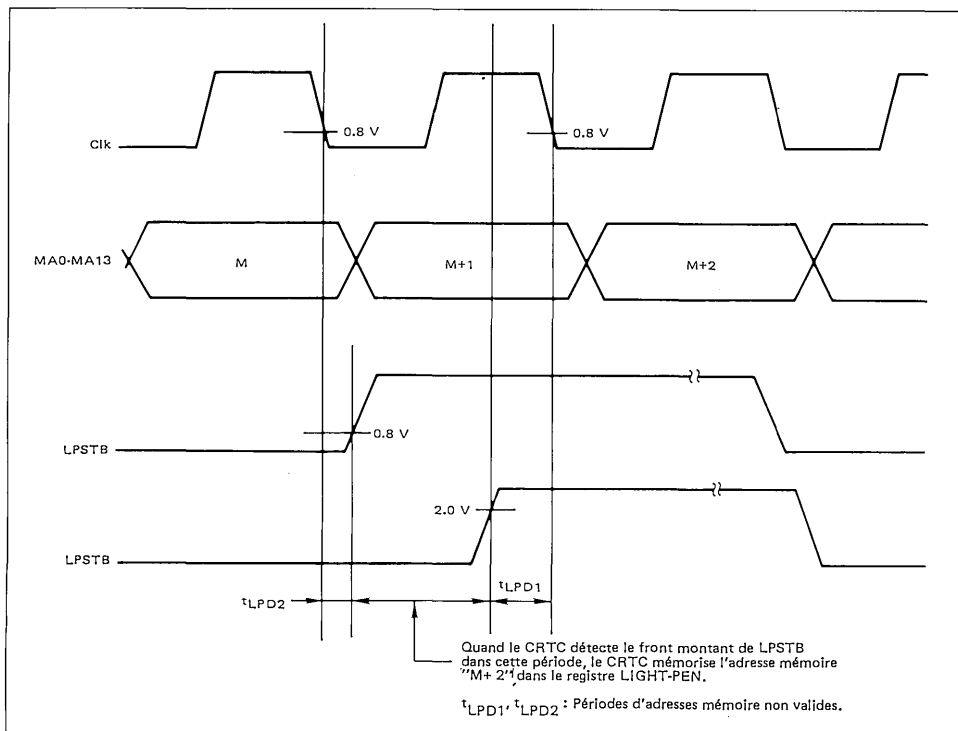 Clk
0.8 V
0.8 V
MA0-MA13
M
M+1
M+2
0.8 V
LPSTB
2.0 V
LPSTB
tLPD2
tLPD1
Quand le CRTC détecte le front montant de LPSTB
dans cette période, le CRTC mémorise l'adresse mémoire
"M+ 2" dans le registre LIGHT-PEN.
tLPD1, tLPD2 : Périodes d'adresses mémoire non valides.